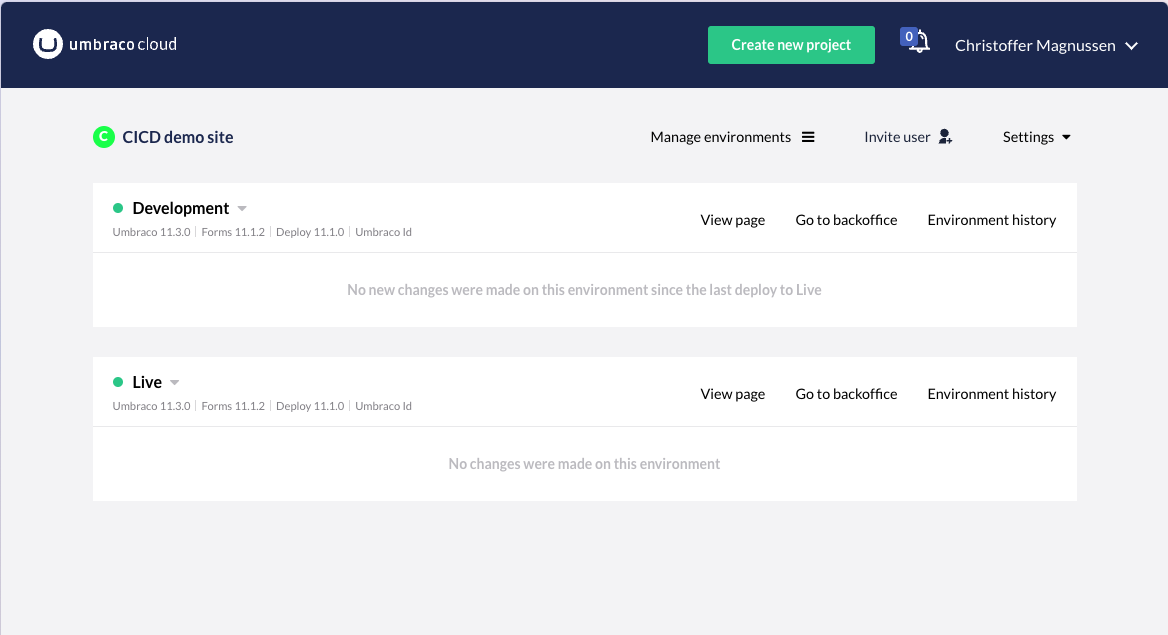 umbraco cloud
Create new project
0
Christoffer Magnussen
C CICD demo site
Manage environments
Invite user
Settings
Development
Umbraco 11.3.0 | Forms 11.1.2 | Deploy 11.1.0 | Umbraco Id
View page
Go to backoffice
Environment history
No new changes were made on this environment since the last deploy to Live
Live
Umbraco 11.3.0 | Forms 11.1.2 | Deploy 11.1.0 | Umbraco Id
View page
Go to backoffice
Environment history
No changes were made on this environment